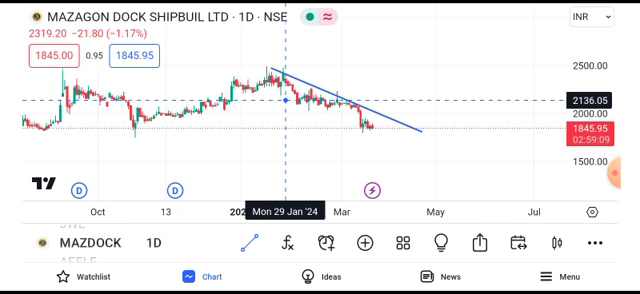 MAZAGON DOCK SHIPBUIL LTD · 1D · NSE
INR
2319.20 −21.80 (−1.17%)
1845.00 0.95 1845.95
2500.00
2136.05
2000.00
1845.95
02:59:09
1500.00
D D
Oct 13 202 Mon 29 Jan '24 Mar May Jul
MAZDOCK 1D
Watchlist Chart Ideas News Menu